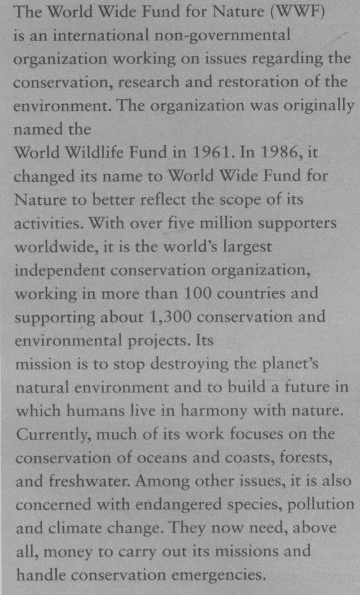 The World Wide Fund for Nature (WWF)
is an international non-governmental
organization working on issues regarding the
conservation, research and restoration of the
environment. The organization was originally
named the
World Wildlife Fund in 1961. In 1986, it
changed its name to World Wide Fund for
Nature to better reflect the scope of its
activities. With over five million supporters
worldwide, it is the world's largest
independent conservation organization,
working in more than 100 countries and
supporting about 1,300 conservation and
environmental projects. Its
mission is to stop destroying the planet's
natural environment and to build a future in
which humans live in harmony with nature.
Currently, much of its work focuses on the
conservation of oceans and coasts, forests,
and freshwater. Among other issues, it is also
concerned with endangered species, pollution
and climate change. They now need, above
all, money to carry out its missions and
handle conservation emergencies.